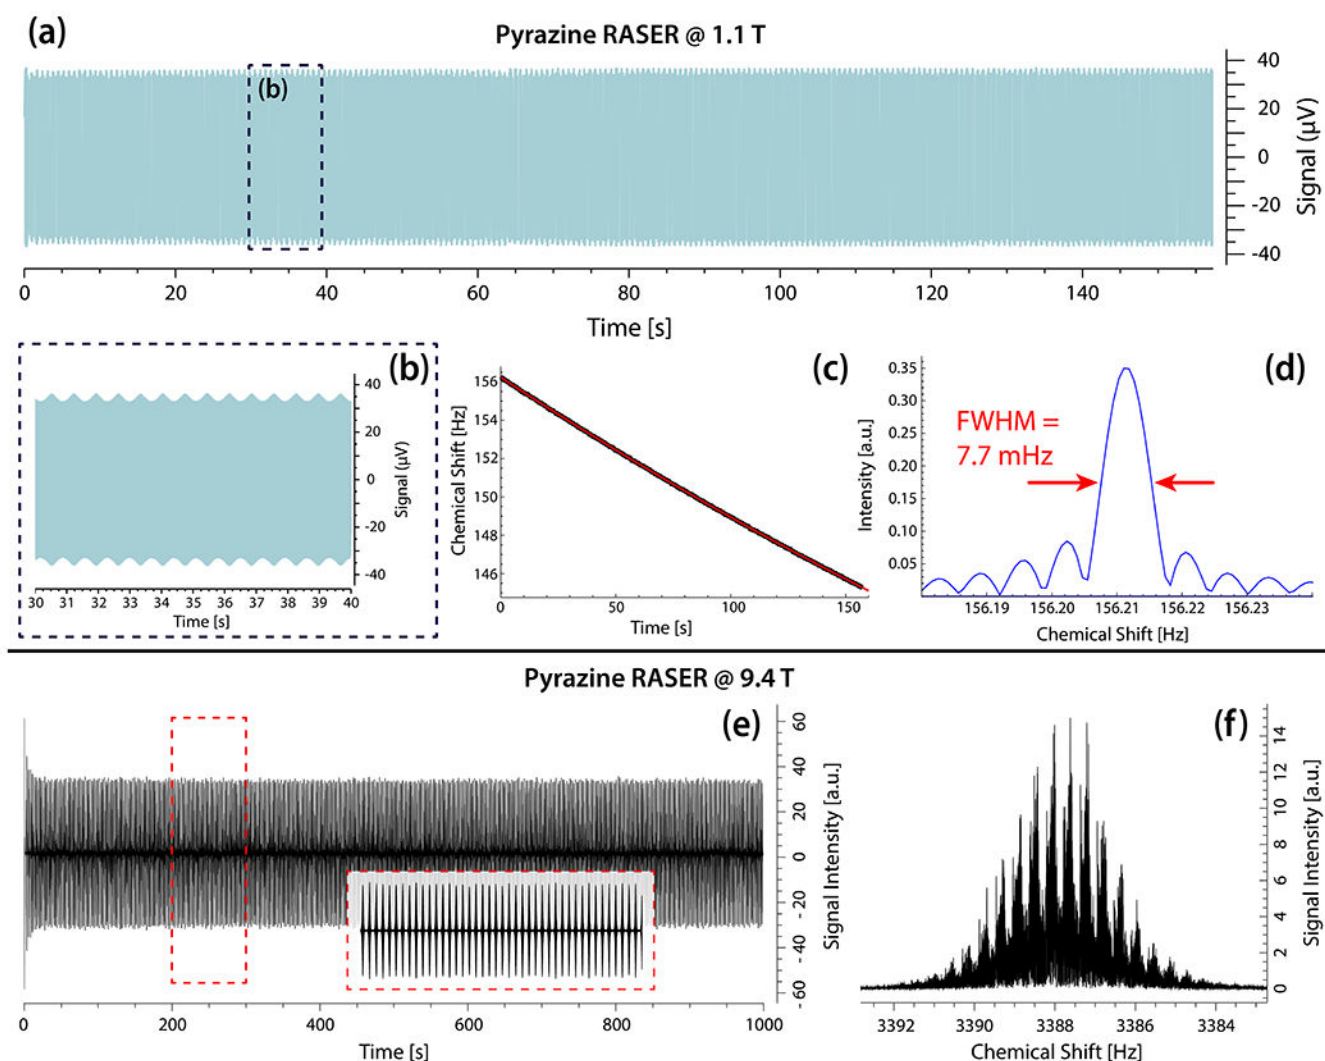 (a)
Pyrazine RASER @ 1.1 T
(b)
40
20
0
-20
-40
Signal (µV)
0 20 40 60 80 100 120 140
Time [s]
(b)
40
20
0
-20
-40
Signal (µV)
30 31 32 33 34 35 36 37 38 39 40
Time [s]
(c)
156
154
152
150
148
146
Chemical Shift [Hz]
0 50 100 150
Time [s]
(d)
FWHM =
7.7 mHz
0.35
0.25
0.15
0.05
Intensity [a.u.]
156.19 156.20 156.21 156.22 156.23
Chemical Shift [Hz]
Pyrazine RASER @ 9.4 T
(e)
60
40
20
0
-20
-40
-60
Signal Intensity [a.u.]
0 200 400 600 800 1000
Time [s]
(f)
14
12
10
8
6
4
2
0
Signal Intensity [a.u.]
3392 3390 3388 3386 3384
Chemical Shift [Hz]